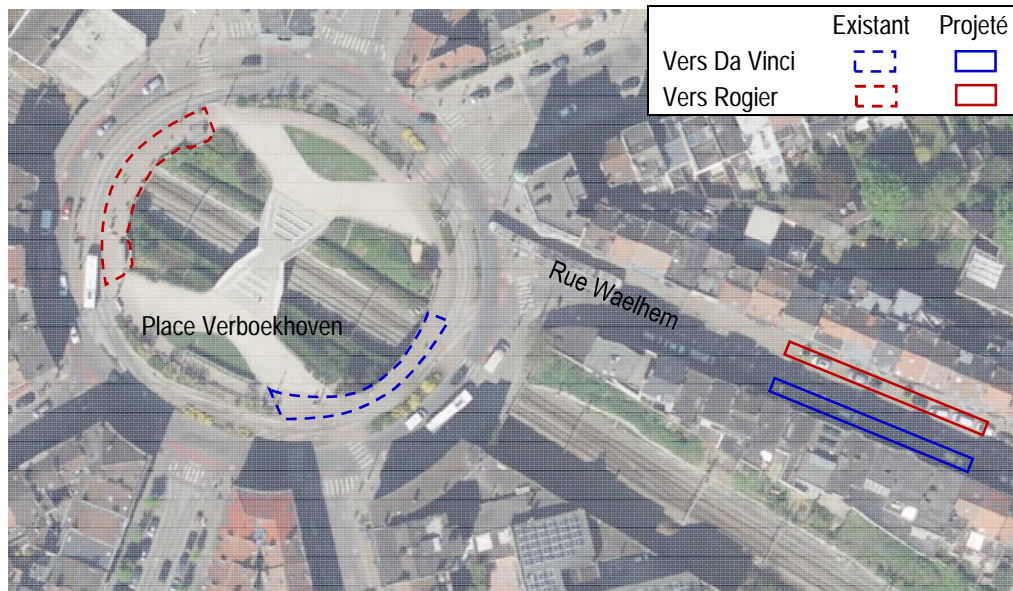 Existant Projeté
Vers Da Vinci
Vers Rogier
Rue Waelhem
Place Verboekhoven